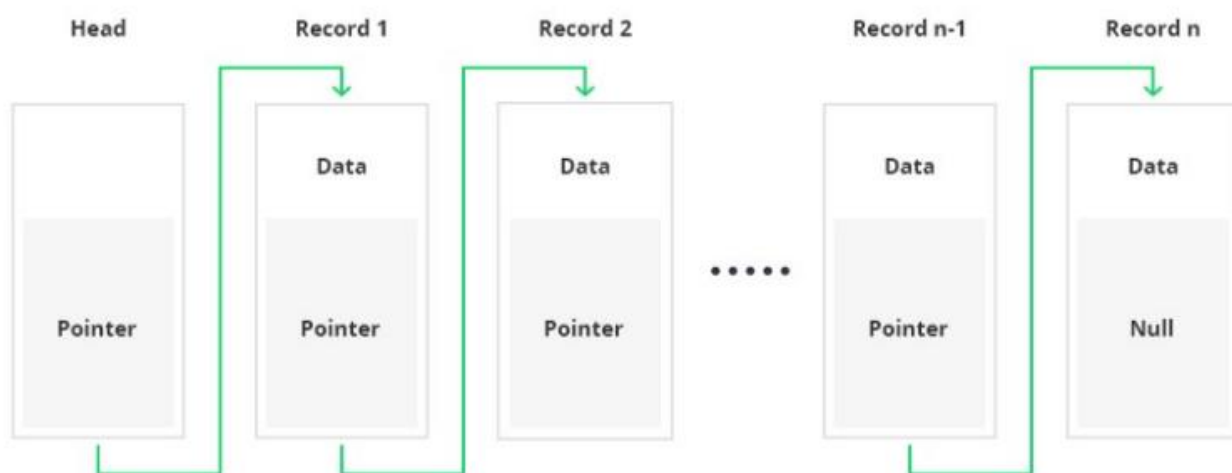 Head Record 1 Record 2 Record n-1 Record n
Data Data Data Data
Pointer Pointer Pointer Pointer Null